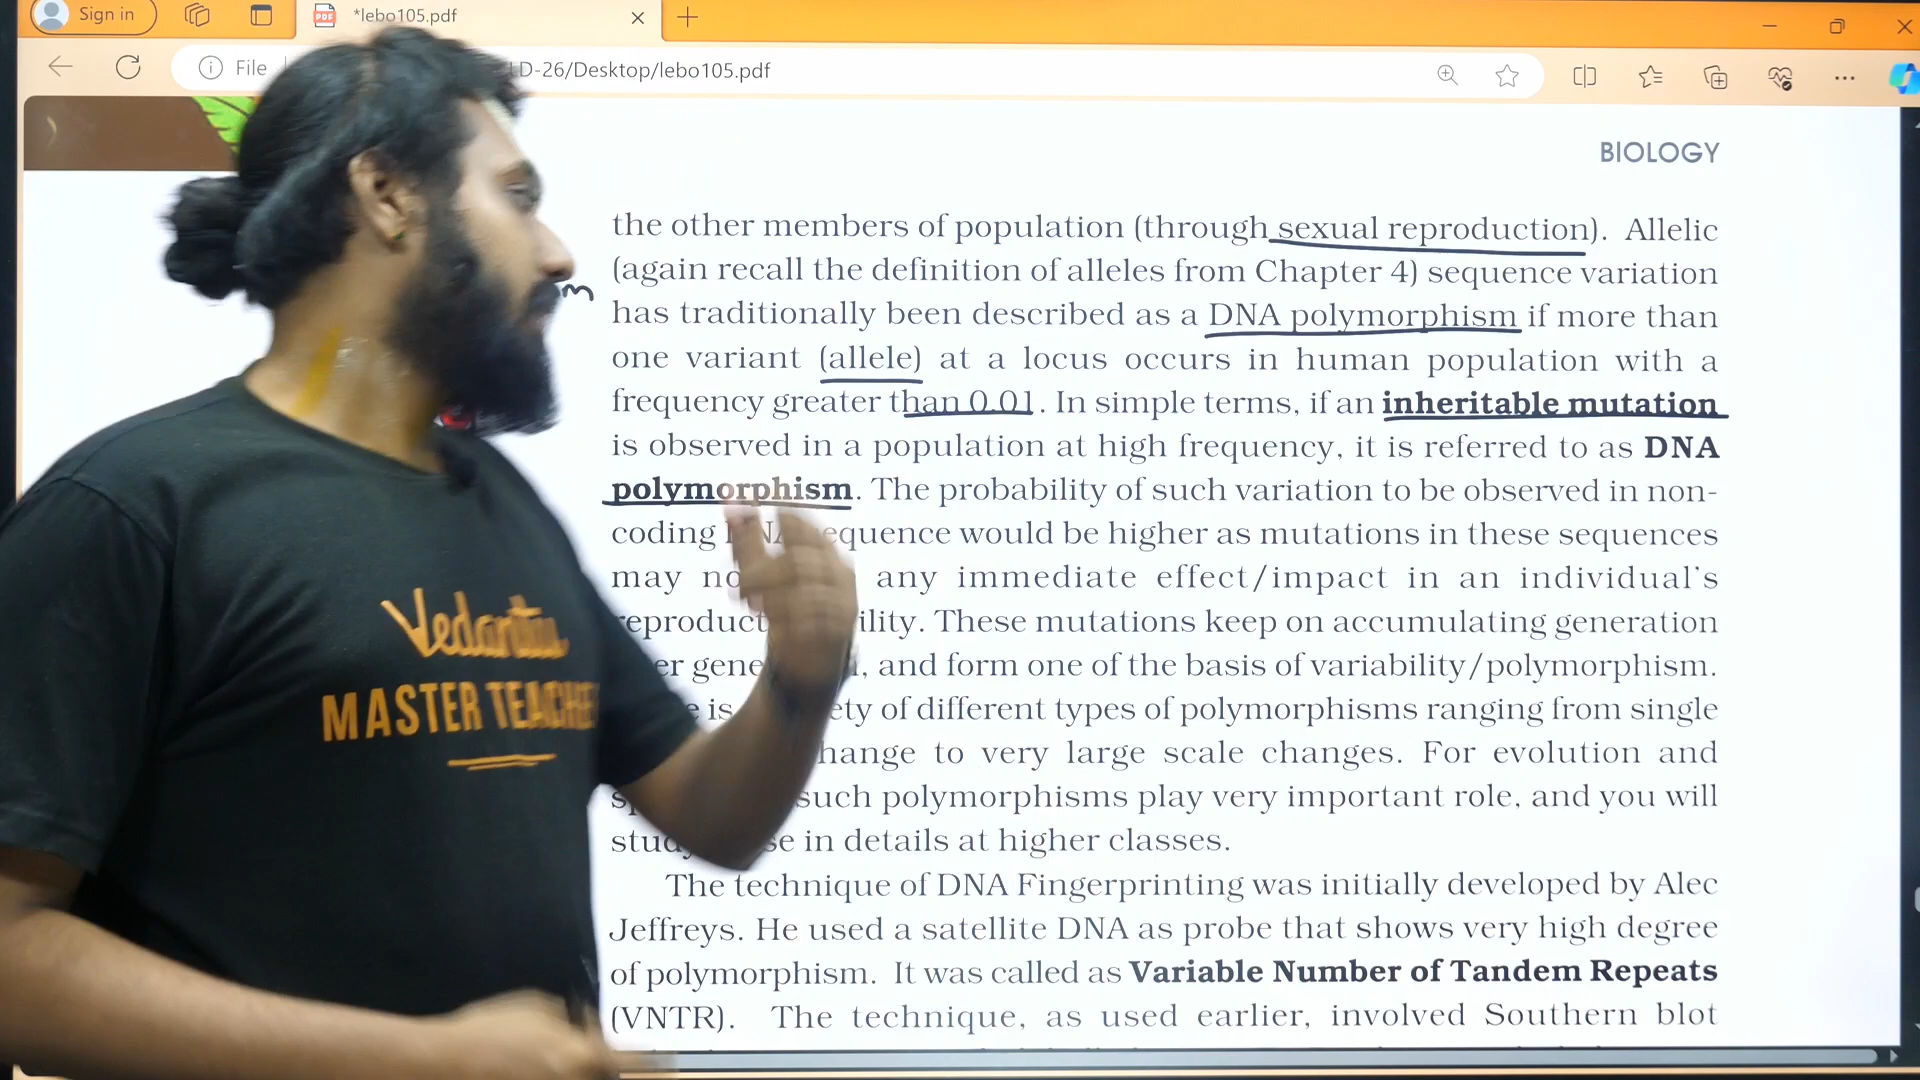 Sign in
*lebo105.pdf
File
LD-26/Desktop/lebo105.pdf
BIOLOGY
the other members of population (through sexual reproduction). Allelic
(again recall the definition of alleles from Chapter 4) sequence variation
m
has traditionally been described as a DNA polymorphism if more than
one variant (allele) at a locus occurs in human population with a
frequency greater than 0.01. In simple terms, if an inheritable mutation
is observed in a population at high frequency, it is referred to as DNA
polymorphism. The probability of such variation to be observed in non-
coding equence would be higher as mutations in these sequences
may any immediate effect/impact in an individual's
reproduct ility. These mutations keep on accumulating generation
er gene , and form one of the basis of variability/polymorphism.
e is ety of different types of polymorphisms ranging from single
hange to very large scale changes. For evolution and
such polymorphisms play very important role, and you will
study se in details at higher classes.
The technique of DNA Fingerprinting was initially developed by Alec
Jeffreys. He used a satellite DNA as probe that shows very high degree
of polymorphism. It was called as Variable Number of Tandem Repeats
(VNTR). The technique, as used earlier, involved Southern blot
Vedantu
MASTER TEACHE